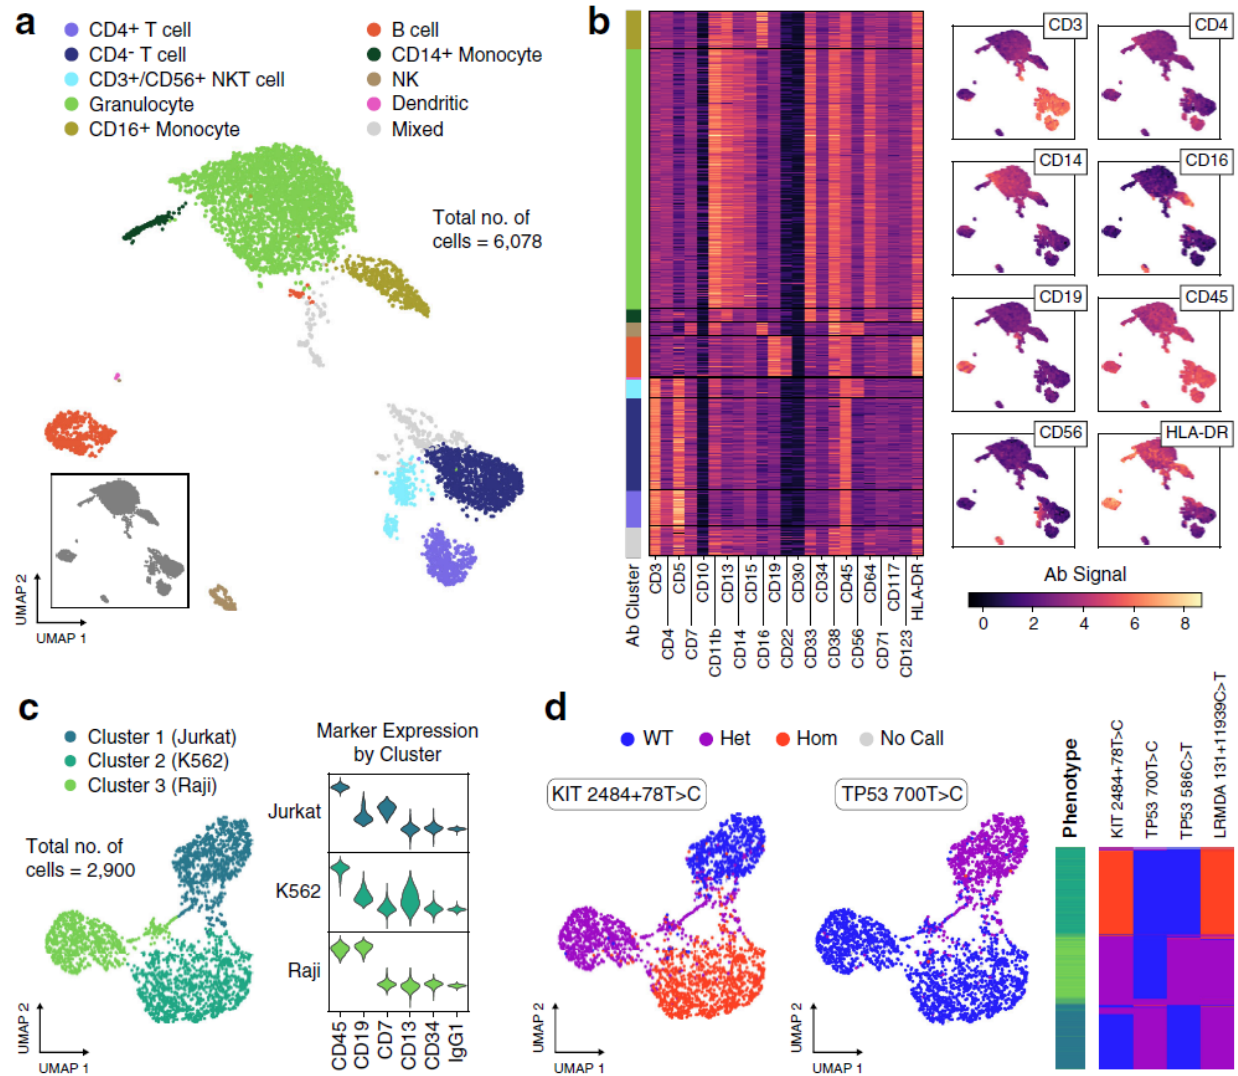 a
CD4+ T cell
CD4- T cell
CD3+/CD56+ NKT cell
Granulocyte
CD16+ Monocyte
B cell
CD14+ Monocyte
NK
Dendritic
Mixed
Total no. of
cells = 6,078
UMAP 2
UMAP 1
b
Ab Cluster
CD3
CD4
CD5
CD7
CD10
CD11b
CD13
CD14
CD15
CD16
CD19
CD22
CD30
CD33
CD34
CD38
CD45
CD56
CD64
CD71
CD117
CD123
HLA-DR
CD3
CD4
CD14
CD16
CD19
CD45
CD56
HLA-DR
Ab Signal
0 2 4 6 8
c
Cluster 1 (Jurkat)
Cluster 2 (K562)
Cluster 3 (Raji)
Total no. of
cells = 2,900
UMAP 2
UMAP 1
Marker Expression
by Cluster
Jurkat
K562
Raji
CD45
CD19
CD7
CD13
CD34
IgG1
d
WT
Het
Hom
No Call
KIT 2484+78T>C
UMAP 2
UMAP 1
TP53 700T>C
UMAP 2
UMAP 1
Phenotype
KIT 2484+78T>C
TP53 700T>C
TP53 586C>T
LRMDA 131+11939C>T